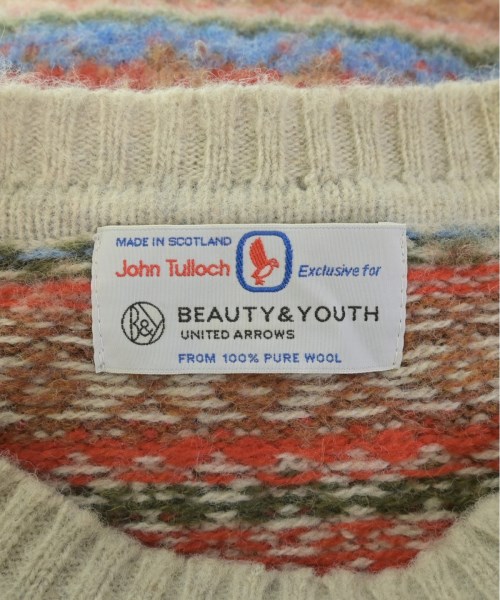 MADE IN SCOTLAND
John Tulloch Exclusive for
B&Y BEAUTY&YOUTH
UNITED ARROWS
FROM 100% PURE WOOL